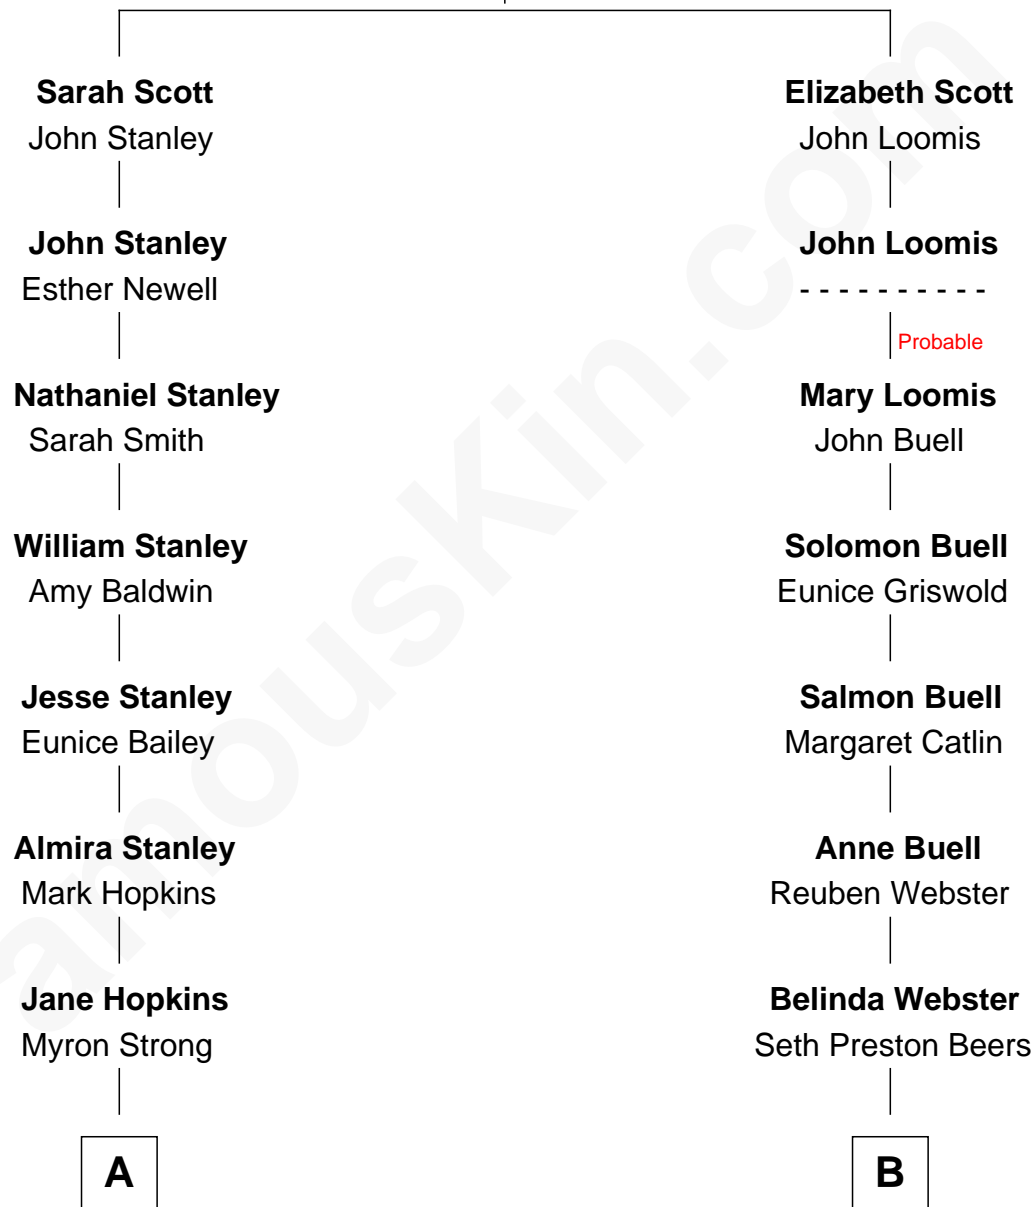 Sarah Scott
John Stanley
John Stanley
Esther Newell
Nathaniel Stanley
Sarah Smith
William Stanley
Amy Baldwin
Jesse Stanley
Eunice Bailey
Almira Stanley
Mark Hopkins
Jane Hopkins
Myron Strong
A
Elizabeth Scott
John Loomis
John Loomis
- - - - - - - - - -
Probable
Mary Loomis
John Buell
Solomon Buell
Eunice Griswold
Salmon Buell
Margaret Catlin
Anne Buell
Reuben Webster
Belinda Webster
Seth Preston Beers
B
amouskin.com